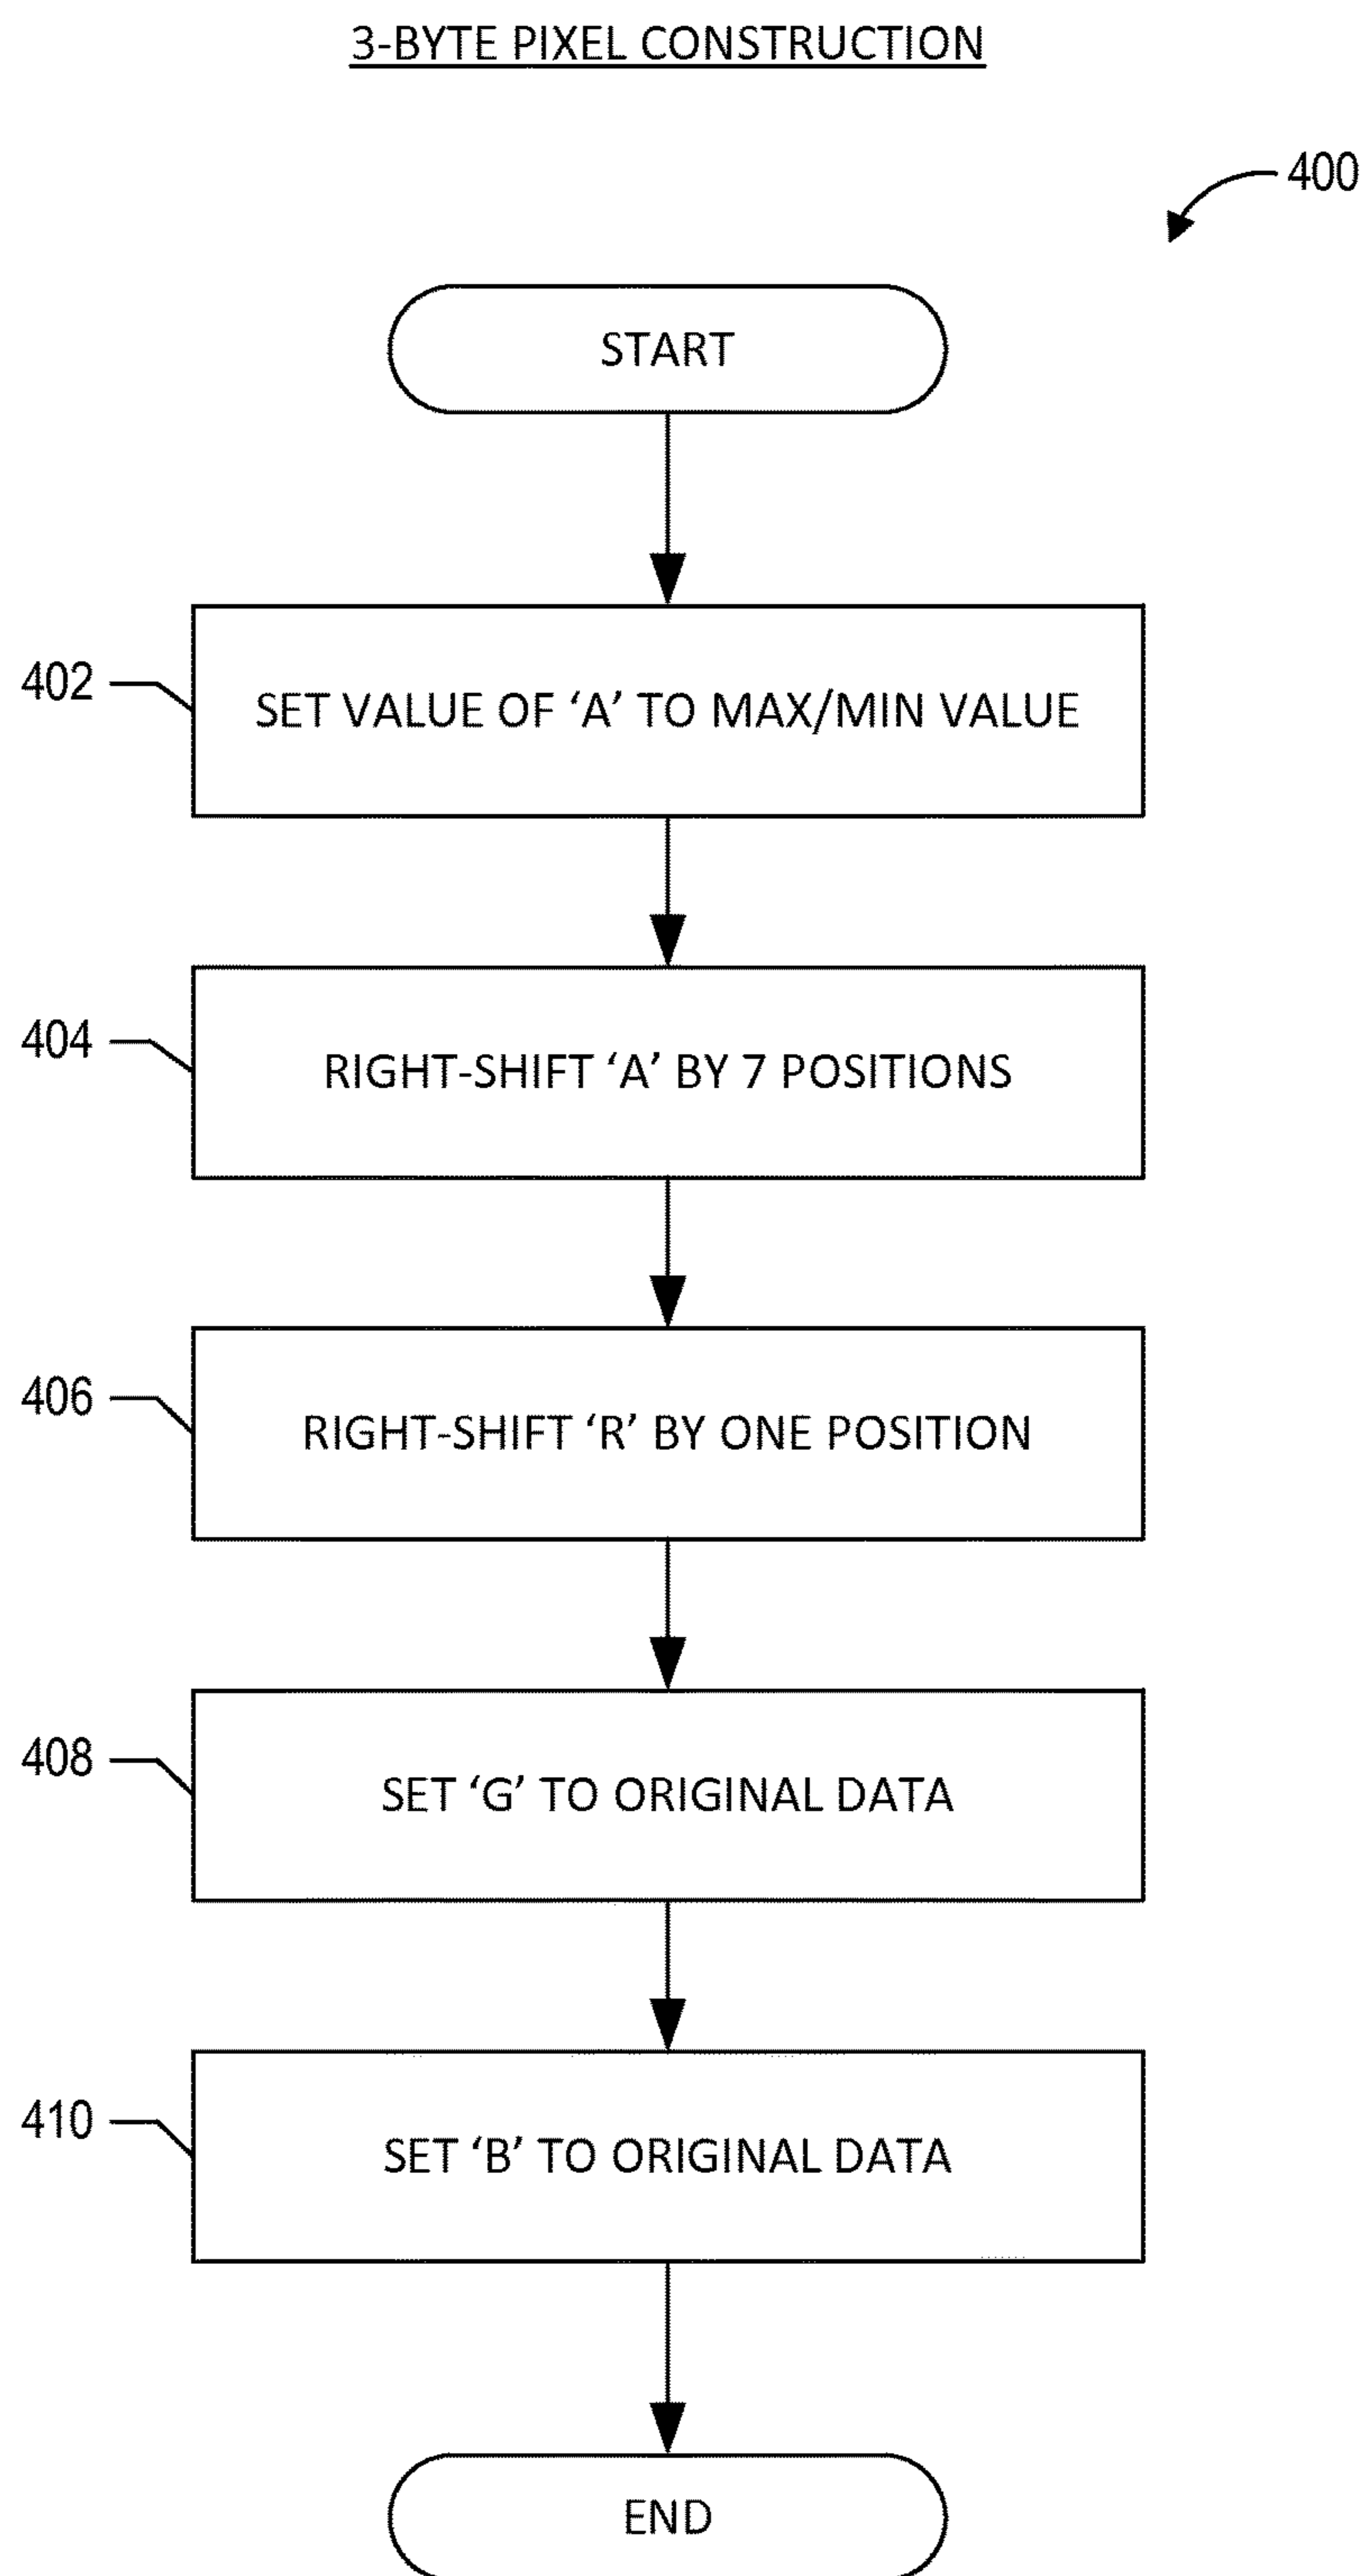 3-BYTE PIXEL CONSTRUCTION
400
START
402
SET VALUE OF ‘A’ TO MAX/MIN VALUE
404
RIGHT-SHIFT ‘A’ BY 7 POSITIONS
406
RIGHT-SHIFT ‘R’ BY ONE POSITION
408
SET ‘G’ TO ORIGINAL DATA
410
SET ‘B’ TO ORIGINAL DATA
END